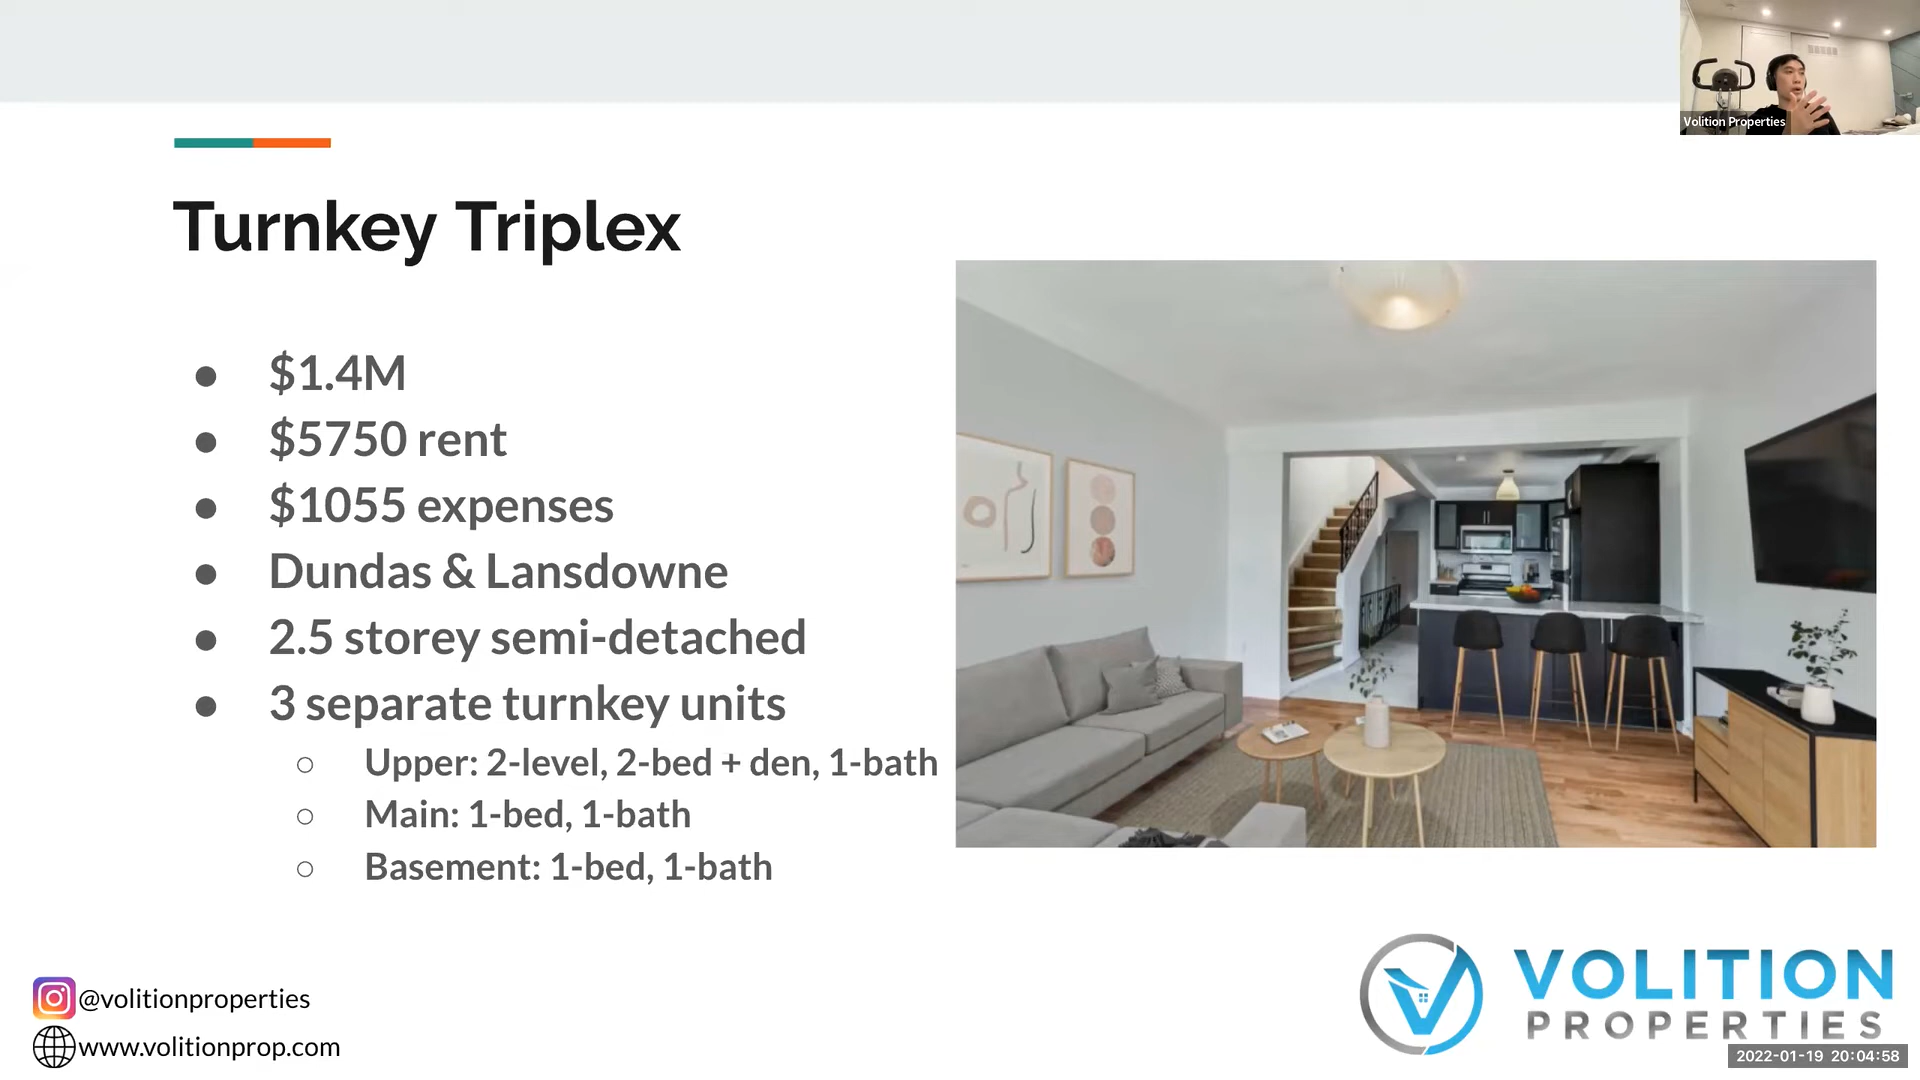 Volition Properties
Turnkey Triplex
● $1.4M
● $5750 rent
● $1055 expenses
● Dundas & Lansdowne
● 2.5 storey semi-detached
● 3 separate turnkey units
○ Upper: 2-level, 2-bed + den, 1-bath
○ Main: 1-bed, 1-bath
○ Basement: 1-bed, 1-bath
@volitionproperties
www.volitionprop.com
VOLITION
PROPERTIES
2022-01-19 20:04:58